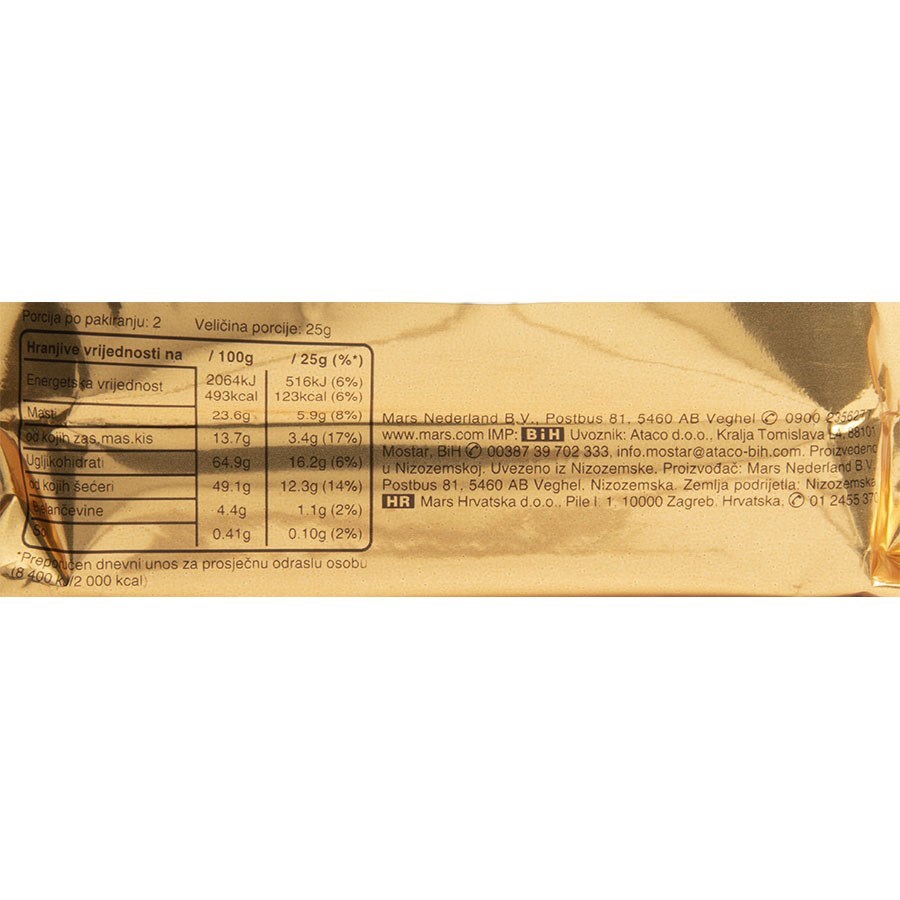 Porcija po pakiranju: 2 Veličina porcije: 25g
Hranjive vrijednosti na / 100g / 25g (%*)
Energetska vrijednost 2064kJ 516kJ (6%)
493kcal 123kcal (6%)
Masti 23.6g 5.9g (8%)
od kojih zas.mas.kis 13.7g 3.4g (17%)
Ugljikohidrati 64.9g 16.2g (6%)
od kojih šećeri 49.1g 12.3g (14%)
Bjelančevine 4.4g 1.1g (2%)
0.41g 0.10g (2%)
*Preporučen dnevni unos za prosječnu odraslu osobu
(8 400 kJ/2 000 kcal)
Mars Nederland B.V., Postbus 81, 5460 AB Veghel ✆ 0900
www.mars.com IMP: BiH Uvoznik: Ataco d.o.o., Kralja Tomislava 88101
Mostar, BiH ✆ 00387 39 702 333, info.mostar@ataco-bih.com. Proizvedeno
u Nizozemskoj. Uvezeno iz Nizozemske. Proizvođač: Mars Nederland B.V.
Postbus 81, 5460 AB Veghel. Nizozemska. Zemlja podrijetla: Nizozemska
HR Mars Hrvatska d.o.o., Pile I. 1, 10000 Zagreb, Hrvatska, ✆ 01 2455 370